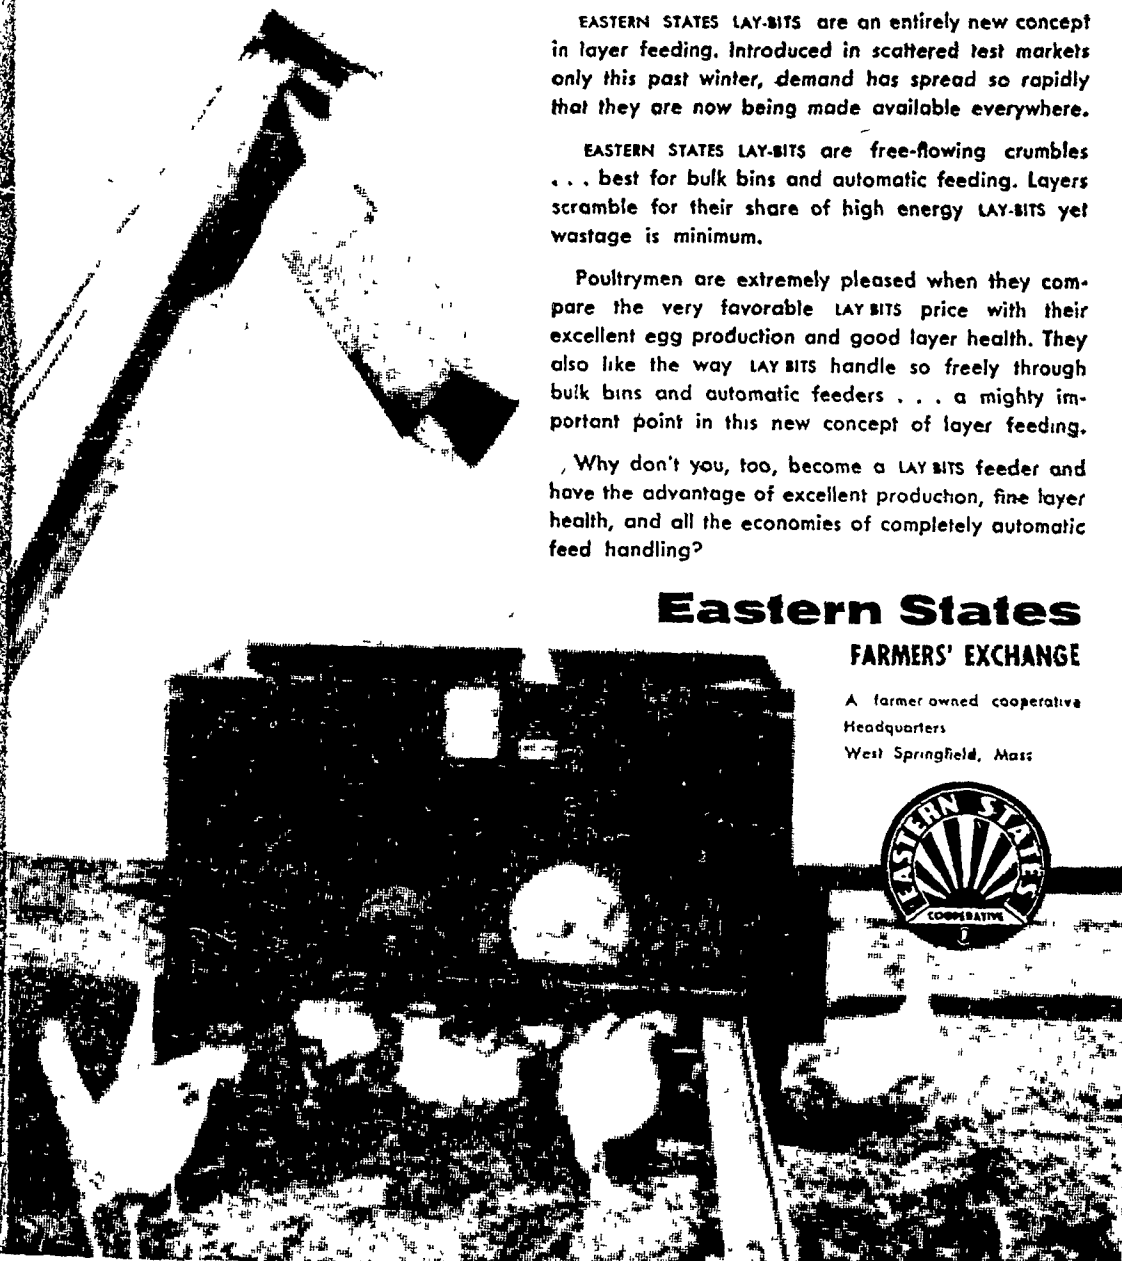 EASTERN STATES LAY-BITS are an entirely new concept
in layer feeding. Introduced in scattered test markets
only this past winter, demand has spread so rapidly
that they are now being made available everywhere.
EASTERN STATES LAY-BITS are free-flowing crumbles
. . . best for bulk bins and automatic feeding. Layers
scramble for their share of high energy LAY-BITS yet
wastage is minimum.
Poultrymen are extremely pleased when they com-
pare the very favorable LAY BITS price with their
excellent egg production and good layer health. They
also like the way LAY BITS handle so freely through
bulk bins and automatic feeders . . . a mighty im-
portant point in this new concept of layer feeding.
Why don't you, too, become a LAY BITS feeder and
have the advantage of excellent production, fine layer
health, and all the economies of completely automatic
feed handling?
Eastern States
FARMERS' EXCHANGE
A farmer owned cooperative
Headquarters
West Springfield, Mass
EASTERN STATES
COOPERATIVE